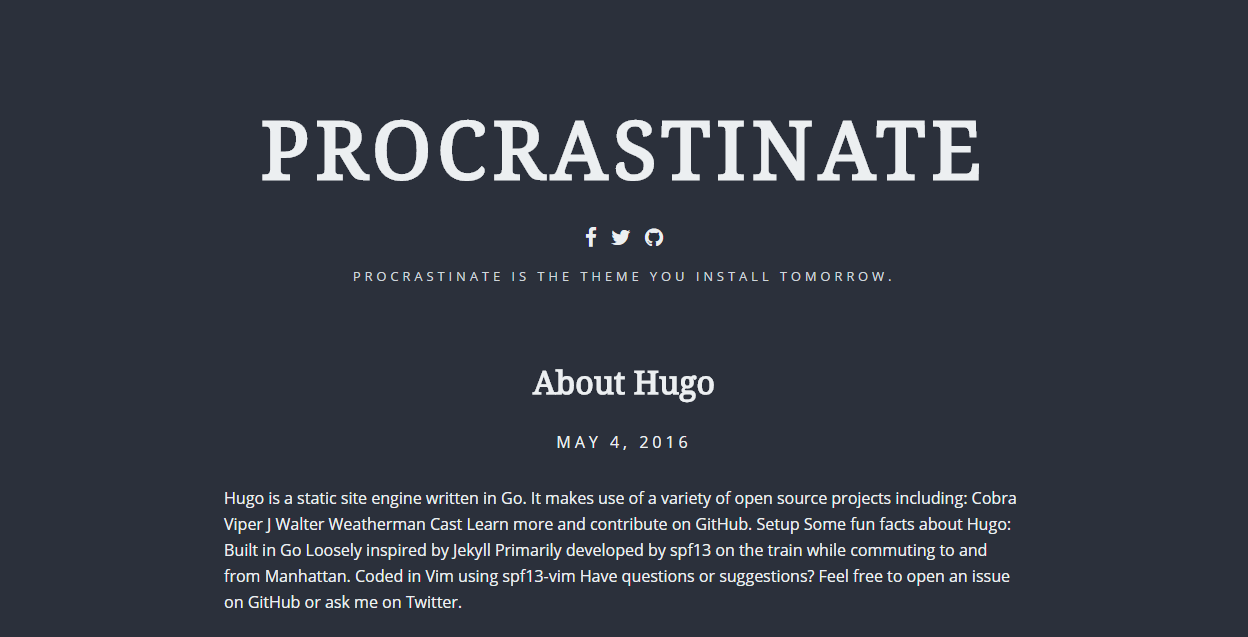 PROCRASTINATE
PROCRASTINATE IS THE THEME YOU INSTALL TOMORROW.
About Hugo
MAY 4, 2016
Hugo is a static site engine written in Go. It makes use of a variety of open source projects including: Cobra
Viper J Walter Weatherman Cast Learn more and contribute on GitHub. Setup Some fun facts about Hugo:
Built in Go Loosely inspired by Jekyll Primarily developed by spf13 on the train while commuting to and
from Manhattan. Coded in Vim using spf13-vim Have questions or suggestions? Feel free to open an issue
on GitHub or ask me on Twitter.